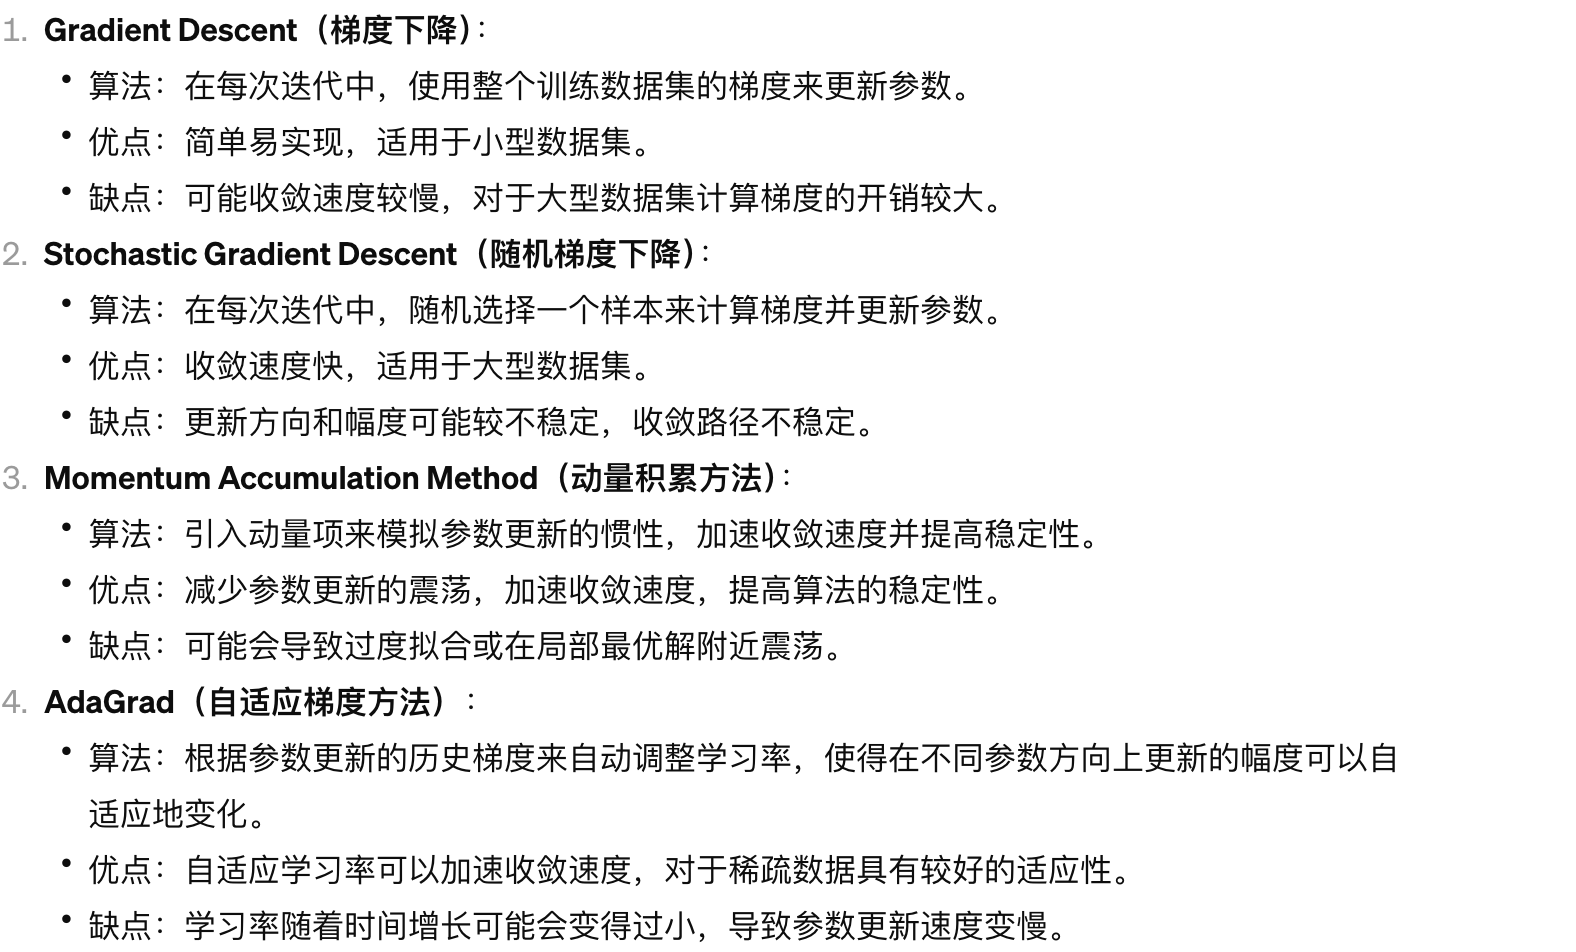 1. Gradient Descent（梯度下降）：
• 算法：在每次迭代中，使用整个训练数据集的梯度来更新参数。
• 优点：简单易实现，适用于小型数据集。
• 缺点：可能收敛速度较慢，对于大型数据集计算梯度的开销较大。
2. Stochastic Gradient Descent（随机梯度下降）：
• 算法：在每次迭代中，随机选择一个样本来计算梯度并更新参数。
• 优点：收敛速度快，适用于大型数据集。
• 缺点：更新方向和幅度可能较不稳定，收敛路径不稳定。
3. Momentum Accumulation Method（动量积累方法）：
• 算法：引入动量项来模拟参数更新的惯性，加速收敛速度并提高稳定性。
• 优点：减少参数更新的震荡，加速收敛速度，提高算法的稳定性。
• 缺点：可能会导致过度拟合或在局部最优解附近震荡。
4. AdaGrad（自适应梯度方法）：
• 算法：根据参数更新的历史梯度来自动调整学习率，使得在不同参数方向上更新的幅度可以自
适应地变化。
• 优点：自适应学习率可以加速收敛速度，对于稀疏数据具有较好的适应性。
• 缺点：学习率随着时间增长可能会变得过小，导致参数更新速度变慢。